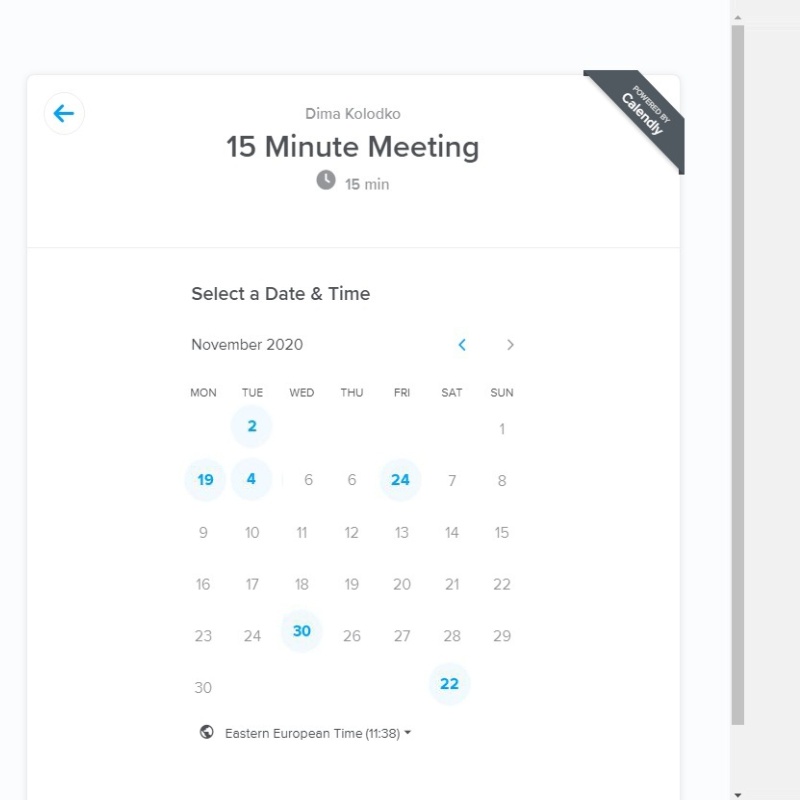 POWERED BY
Calendly
Dima Kolodko
15 Minute Meeting
15 min
Select a Date & Time
November 2020
MON TUE WED THU FRI SAT SUN
2 1
19 4 6 6 24 7 8
9 10 11 12 13 14 15
16 17 18 19 20 21 22
23 24 30 26 27 28 29
30 22
Eastern European Time (11:38)